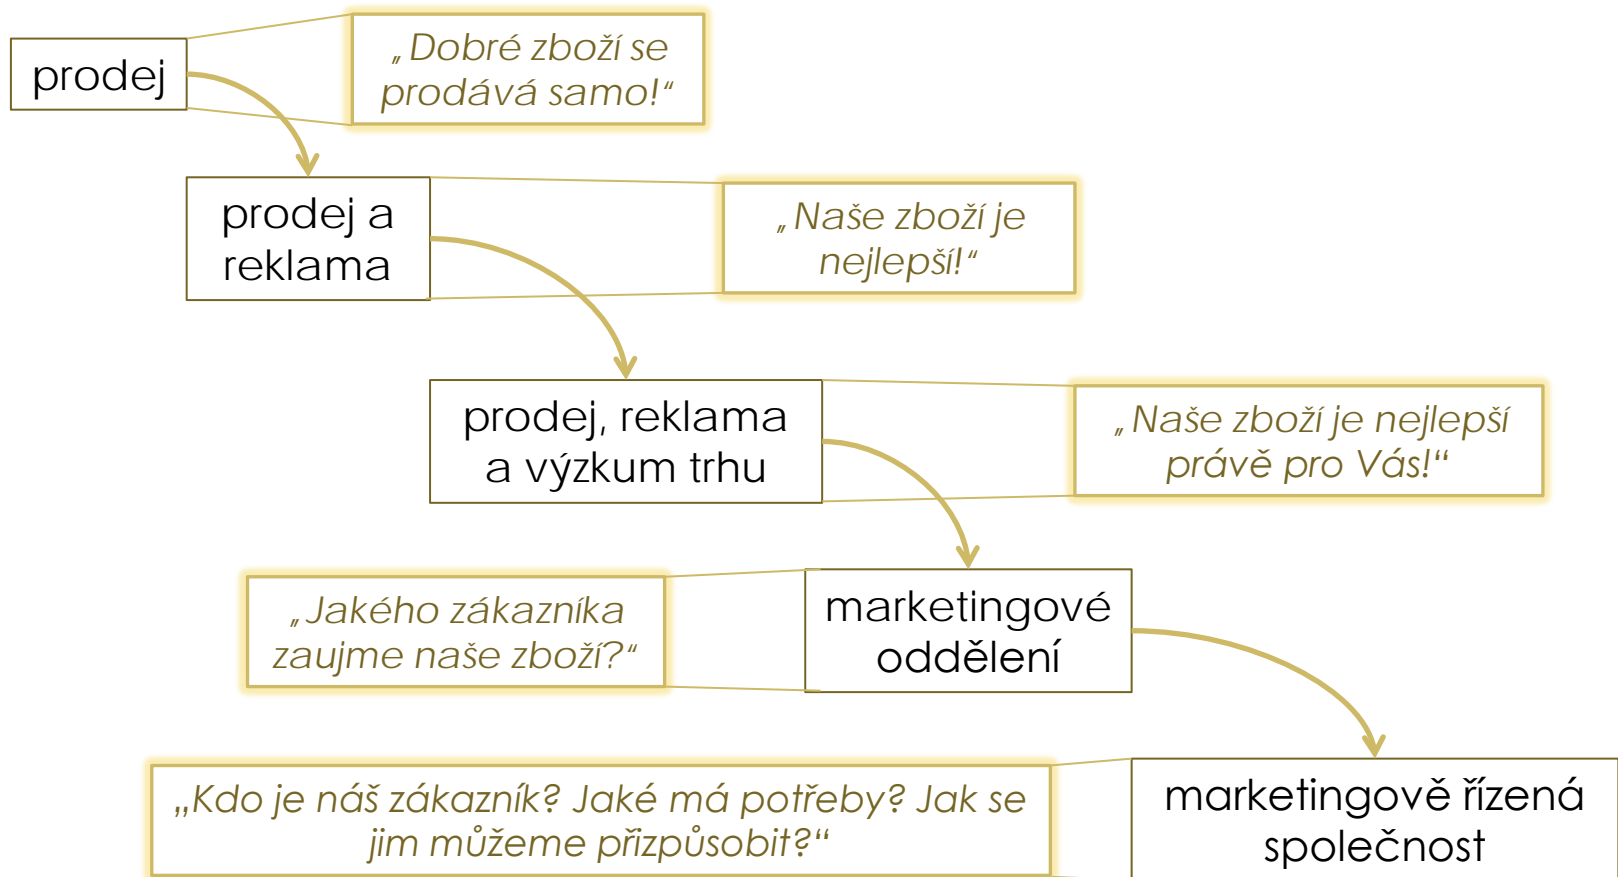 prodej
„Dobré zboží se
prodává samo!“
prodej a
reklama
„Naše zboží je
nejlepší!“
prodej, reklama
a výzkum trhu
„Naše zboží je nejlepší
právě pro Vás!“
„Jakého zákazníka
zaujme naše zboží?“
marketingové
oddělení
„Kdo je náš zákazník? Jaké má potřeby? Jak se
jim můžeme přizpůsobit?“
marketingově řízená
společnost